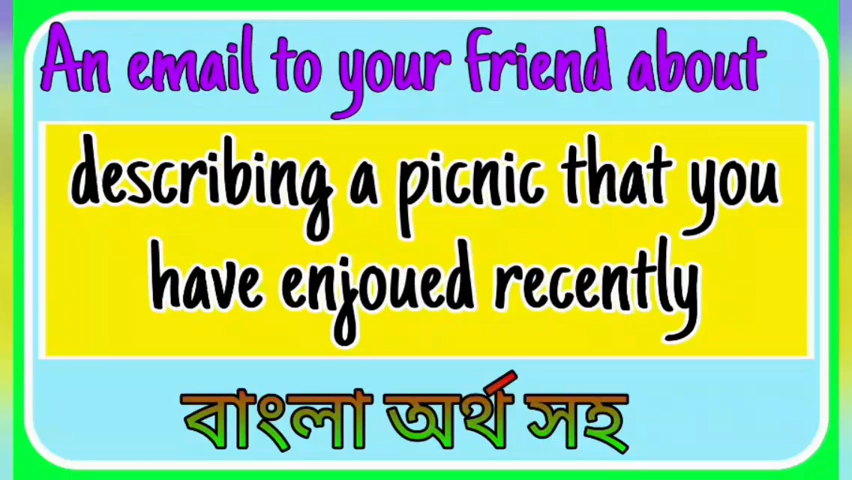 An email to your friend about
describing a picnic that you
have enjoued recently
বাংলা অর্থ সহ